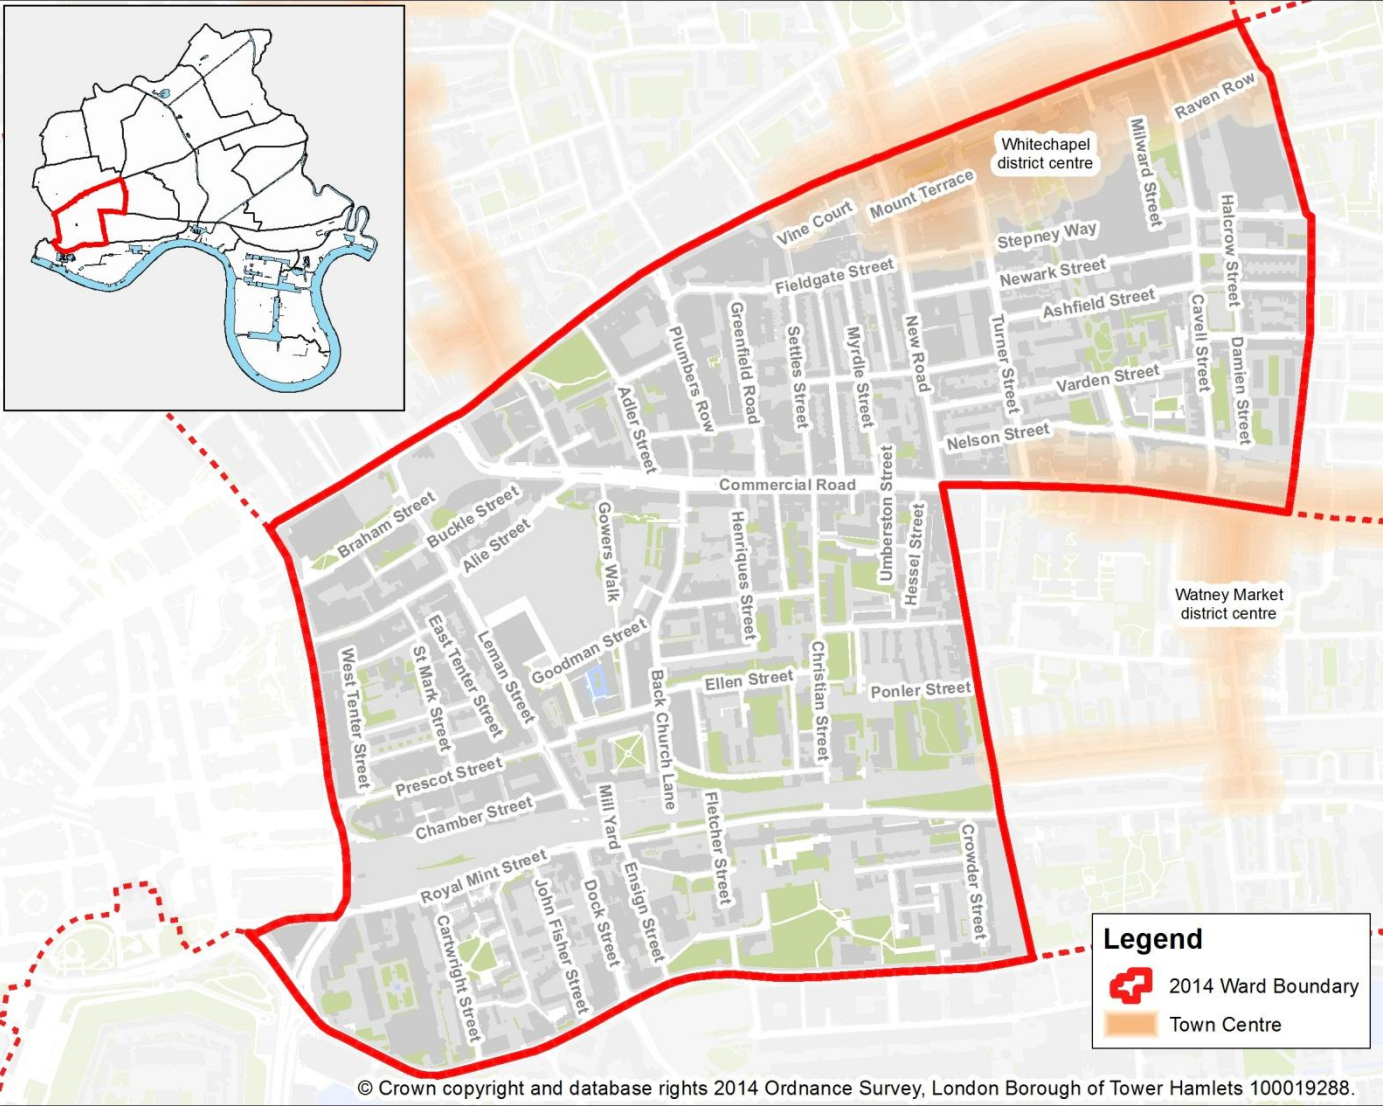 Raven Row
Whitechapel
district centre
Milward Street
Mount Terrace
Vine Court
Halcrow Street
Stepney Way
Newark Street
Fieldgate Street
Ashfield Street
Cavell Street
Greenfield Road
Settles Street
Myrdle Street
New Road
Turner Street
Plumbers Row
Damien Street
Varden Street
Adler Street
Nelson Street
Umberston Street
Commercial Road
Braham Street
Buckle Street
Alie Street
Gowers Walk
Henriques Street
Hessel Street
Watney Market
district centre
East Tenter Street
Leman Street
Goodman Street
St Mark Street
West Tenter Street
Christian Street
Back Church Lane
Ellen Street
Ponler Street
Prescot Street
Chamber Street
Mill Yard
Fletcher Street
Crowder Street
Royal Mint Street
Ensign Street
Dock Street
John Fisher Street
Cartwright Street
Legend
2014 Ward Boundary
Town Centre
© Crown copyright and database rights 2014 Ordnance Survey, London Borough of Tower Hamlets 100019288.